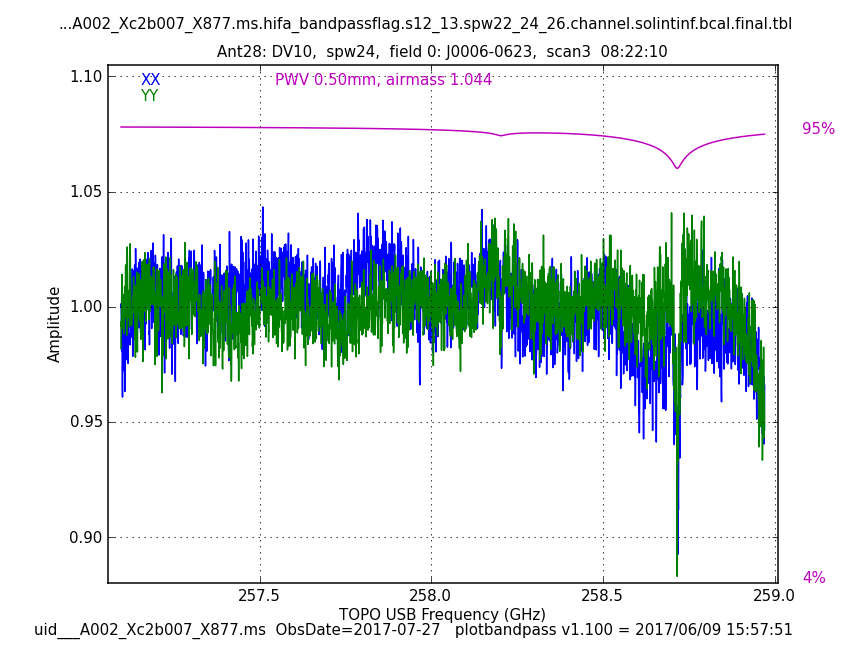 ...A002_Xc2b007_X877.ms.hifa_bandpassflag.s12_13.spw22_24_26.channel.solintinf.bcal.final.tbl
Ant28: DV10, spw24, field 0: J0006-0623, scan3 08:22:10
1.10
XX
PWV 0.50mm, airmass 1.044
YY
95%
1.05
1.00
Amplitude
0.95
0.90
4%
257.5
258.0
258.5
259.0
TOPO USB Frequency (GHz)
uid___A002_Xc2b007_X877.ms ObsDate=2017-07-27 plotbandpass v1.100 = 2017/06/09 15:57:51